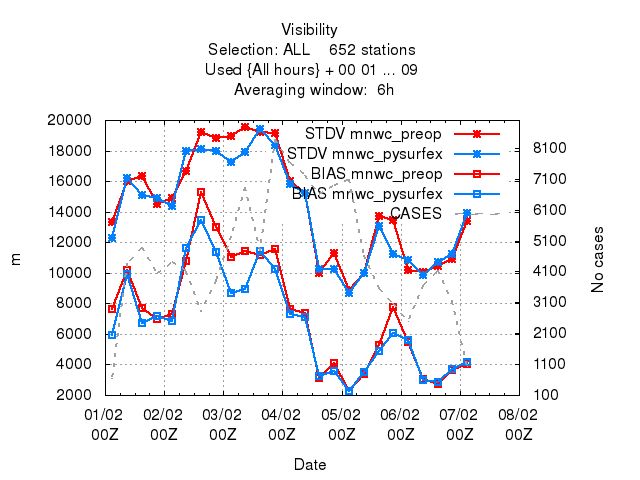 Visibility
Selection: ALL    652 stations
Used {All hours} + 00 01 ... 09
Averaging window:  6h
STDV mnwc_preop
STDV mnwc_pysurfex
BIAS mnwc_preop
BIAS mnwc_pysurfex
CASES
20000
18000
16000
14000
12000
10000
8000
6000
4000
2000
m
8100
7100
6100
5100
4100
3100
2100
1100
100
No cases
01/02 02/02 03/02 04/02 05/02 06/02 07/02 08/02
00Z 00Z 00Z 00Z 00Z 00Z 00Z 00Z
Date